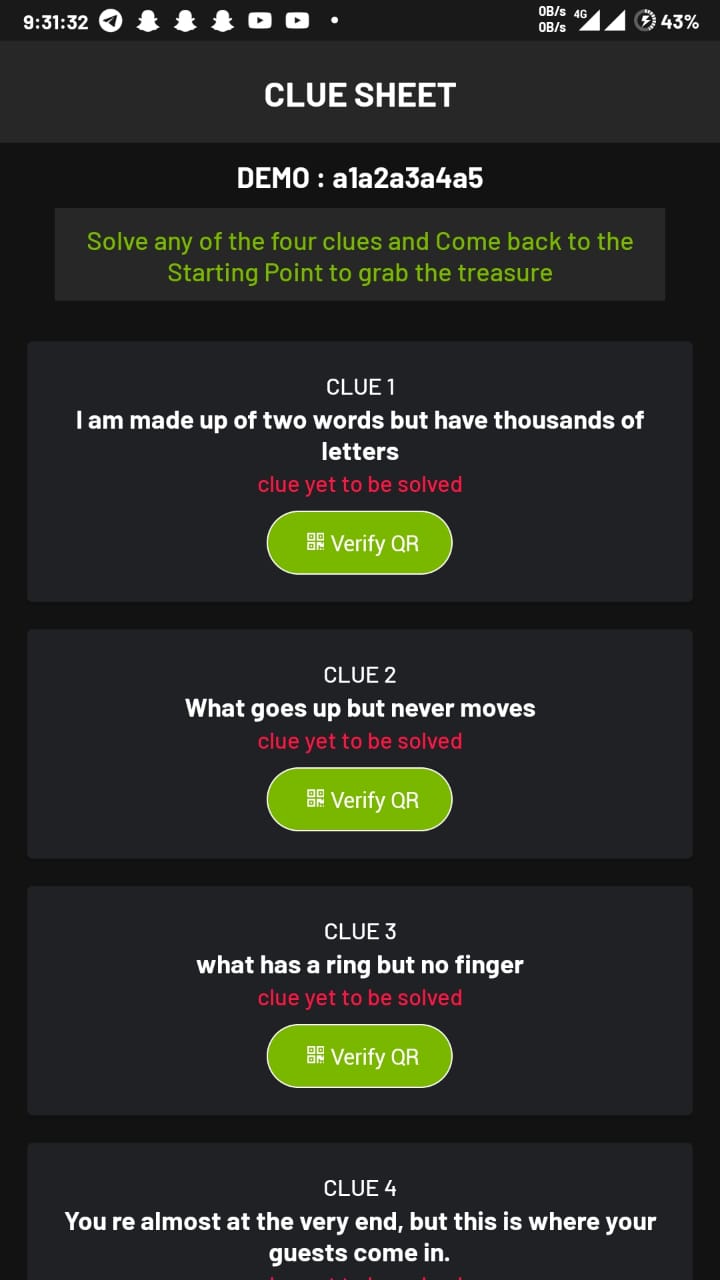 9:31:32
0B/s
0B/s
4G
43%
CLUE SHEET
DEMO : a1a2a3a4a5
Solve any of the four clues and Come back to the
Starting Point to grab the treasure
CLUE 1
I am made up of two words but have thousands of
letters
clue yet to be solved
Verify QR
CLUE 2
What goes up but never moves
clue yet to be solved
Verify QR
CLUE 3
what has a ring but no finger
clue yet to be solved
Verify QR
CLUE 4
You re almost at the very end, but this is where your
guests come in.